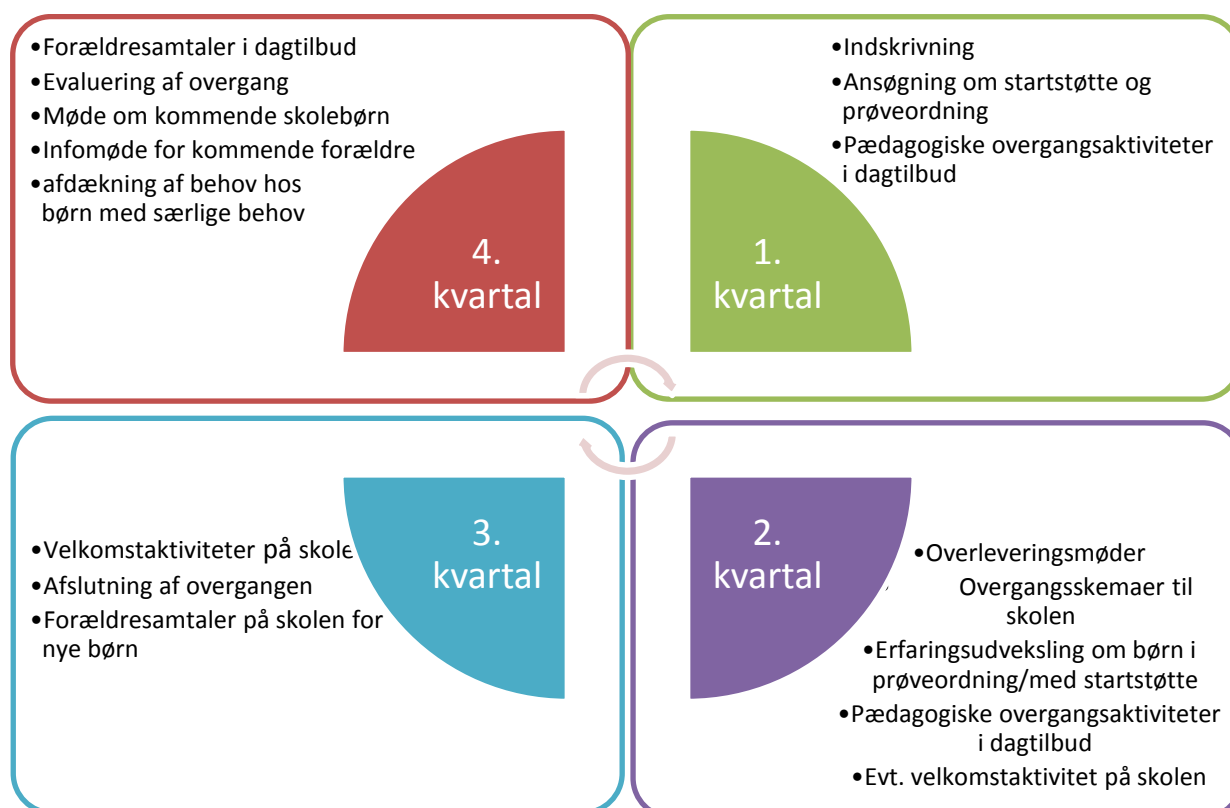 •Forældresamtaler i dagtilbud
•Evaluering af overgang
•Møde om kommende skolebørn
•Infomøde for kommende forældre
•afdækning af behov hos
børn med særlige behov
4.
kvartal
•Indskrivning
•Ansøgning om startstøtte og
prøveordning
•Pædagogiske overgangsaktiviteter
i dagtilbud
1.
kvartal
•Velkomstaktiviteter på skole
•Afslutning af overgangen
•Forældresamtaler på skolen for
nye børn
3.
kvartal
2.
kvartal
•Overleveringsmøder
Overgangsskemaer til
skolen
•Erfaringsudveksling om børn i
prøveordning/med startstøtte
•Pædagogiske overgangsaktiviteter
i dagtilbud
•Evt. velkomstaktivitet på skolen